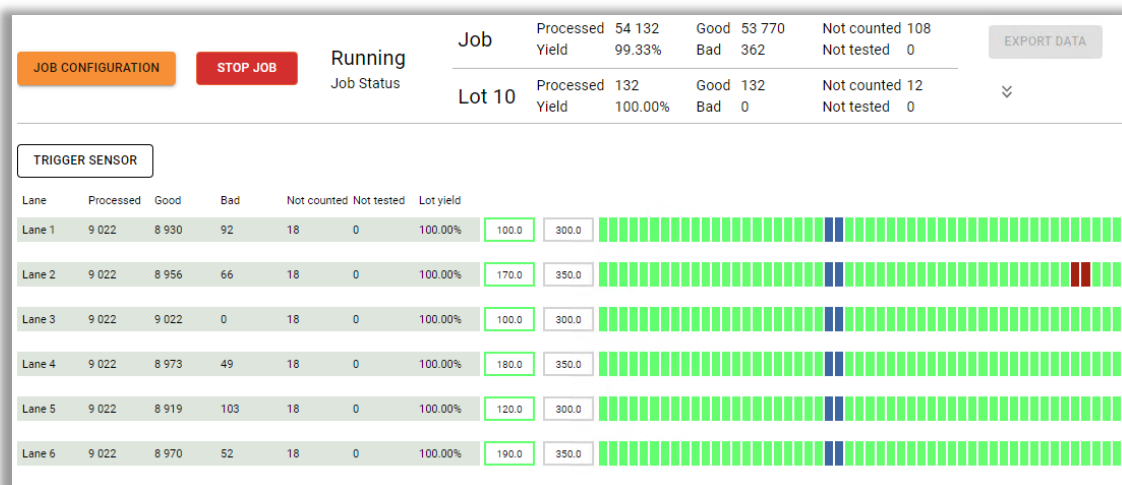 JOB CONFIGURATION
STOP JOB
Running
Job Status
Job Processed 54 132 Good 53 770 Not counted 108
Yield 99.33% Bad 362 Not tested 0
EXPORT DATA
Lot 10 Processed 132 Good 132 Not counted 12
Yield 100.00% Bad 0 Not tested 0
TRIGGER SENSOR
Lane Processed Good Bad Not counted Not tested Lot yield
Lane 1 9 022 8 930 92 18 0 100.00% 100.0 300.0
Lane 2 9 022 8 956 66 18 0 100.00% 170.0 350.0
Lane 3 9 022 9 022 0 18 0 100.00% 100.0 300.0
Lane 4 9 022 8 973 49 18 0 100.00% 180.0 350.0
Lane 5 9 022 8 919 103 18 0 100.00% 120.0 300.0
Lane 6 9 022 8 970 52 18 0 100.00% 190.0 350.0